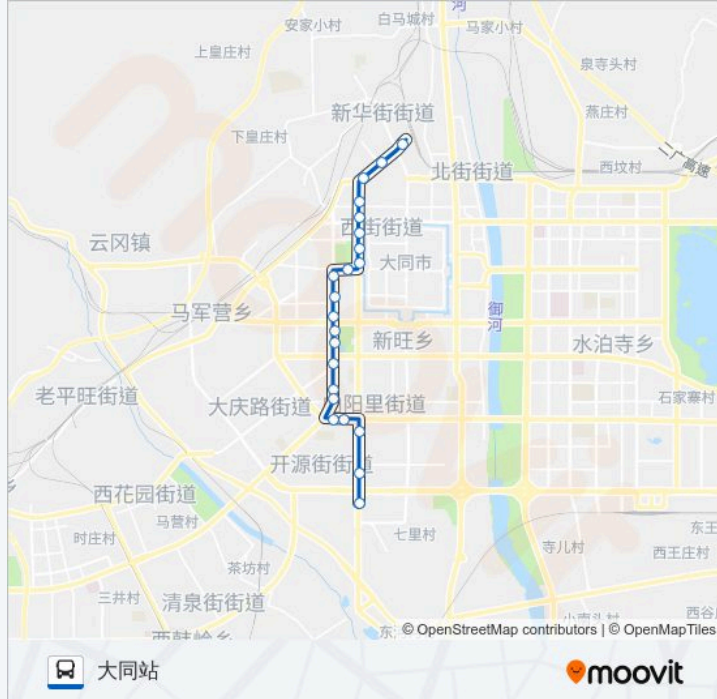 安家小村
白马城村
河
马家小村
上皇庄村
泉寺头村
新华街街道
燕庄村
下皇庄村
二广高速
北街街道
西坟村
西街街道
云冈镇
大同市
御河
马军营乡
新旺乡
水泊寺乡
老平旺街道
石家寨村
大庆路街道
阳里街道
开源街街道
乡
西花园街道
马营村
七里村
时庄村
东王
寺儿村
西王庄村
茶坊村
三井村
清泉街街道
© OpenStreetMap contributors | © OpenMapTiles
大同站
moovit